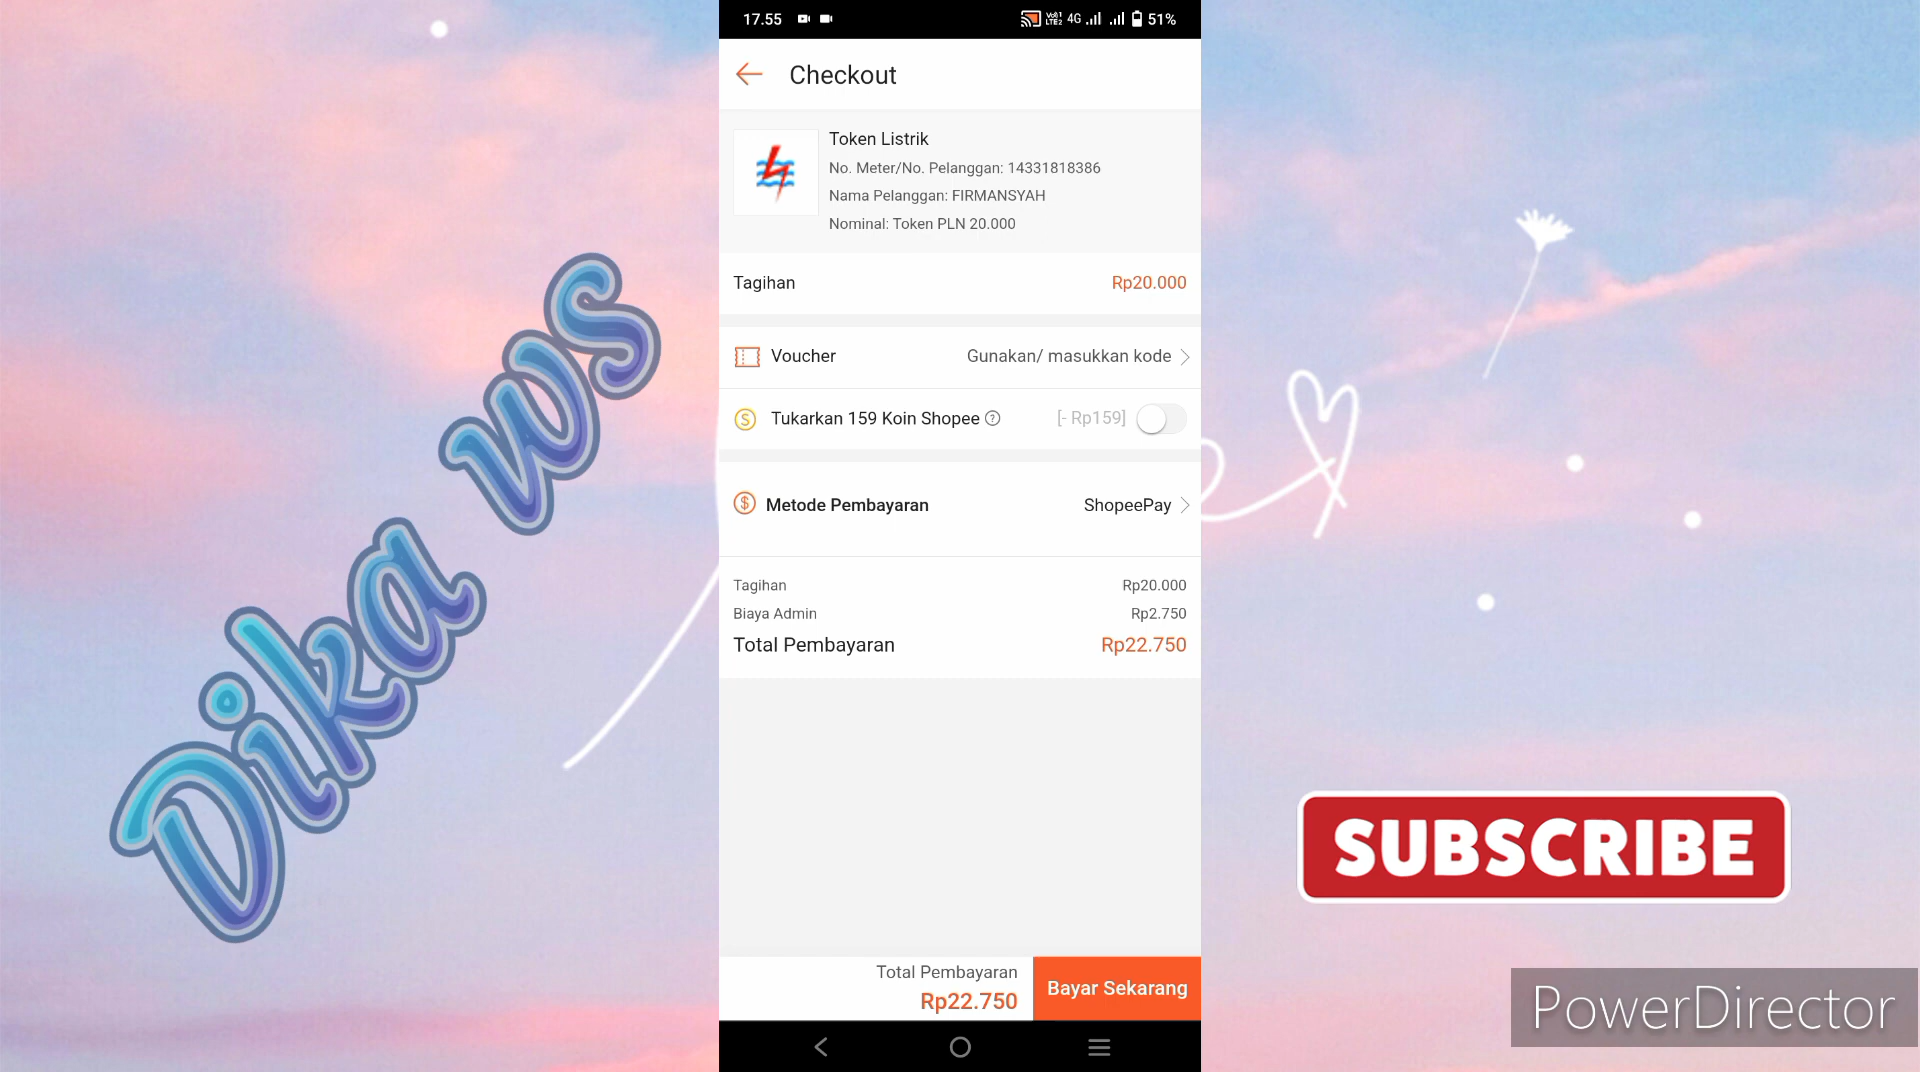 17.55
4G
51%
Checkout
Token Listrik
No. Meter/No. Pelanggan: 14331818386
Nama Pelanggan: FIRMANSYAH
Nominal: Token PLN 20.000
Tagihan Rp20.000
Voucher Gunakan/ masukkan kode
Tukarkan 159 Koin Shopee [- Rp159]
Metode Pembayaran ShopeePay
Tagihan Rp20.000
Biaya Admin Rp2.750
Total Pembayaran Rp22.750
Total Pembayaran
Rp22.750
Bayar Sekarang
Dika ws
SUBSCRIBE
PowerDirector